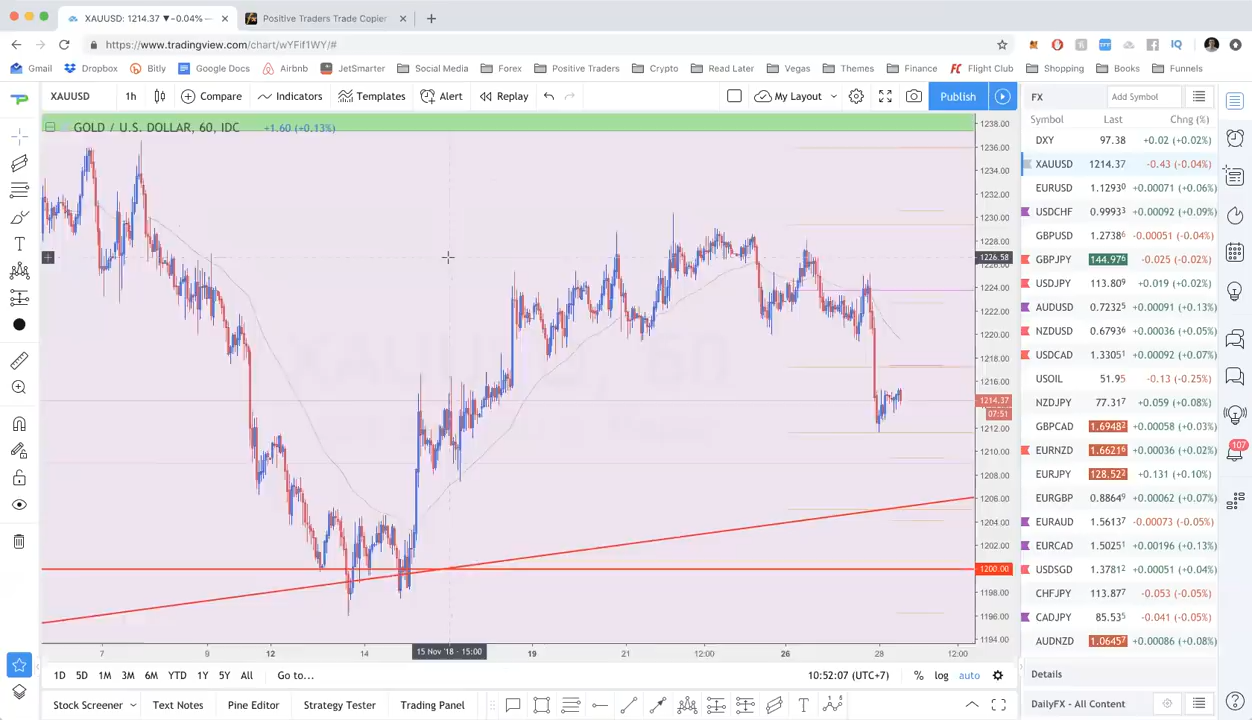 XAUUSD: 1214.37 ▼−0.04% ×
Positive Traders Trade Copier ×
https://www.tradingview.com/chart/wYFif1WY/#
Gmail Dropbox Bitly Google Docs Airbnb JetSmarter Social Media Forex Positive Traders Crypto Read Later Vegas Themes Finance Flight Club Shopping Books Funnels
XAUUSD 1h Compare Indicators Templates Alert Replay My Layout Publish
FX Add Symbol
Symbol Last Chng (%)
GOLD / U.S. DOLLAR, 60, IDC +1.60 (+0.13%)
DXY 97.38 +0.02 (+0.02%)
XAUUSD 1214.37 -0.43 (-0.04%)
EURUSD 1.12930 +0.00071 (+0.06%)
USDCHF 0.99933 +0.00092 (+0.09%)
GBPUSD 1.27386 -0.00051 (-0.04%)
GBPJPY 144.976 -0.025 (-0.02%)
USDJPY 113.809 +0.019 (+0.02%)
AUDUSD 0.72325 +0.00091 (+0.13%)
NZDUSD 0.67936 +0.00036 (+0.05%)
USDCAD 1.33051 +0.00092 (+0.07%)
USOIL 51.95 -0.13 (-0.25%)
NZDJPY 77.317 +0.059 (+0.08%)
GBPCAD 1.69482 +0.00058 (+0.03%)
EURNZD 1.66216 +0.00036 (+0.02%)
EURJPY 128.522 +0.131 (+0.10%)
EURGBP 0.88649 +0.00062 (+0.07%)
EURAUD 1.56137 -0.00073 (-0.05%)
EURCAD 1.50251 +0.00196 (+0.13%)
USDSGD 1.37812 +0.00051 (+0.04%)
CHFJPY 113.877 -0.053 (-0.05%)
CADJPY 85.535 -0.041 (-0.05%)
AUDNZD 1.06457 +0.00086 (+0.08%)
107
1238.00
1236.00
1234.00
1232.00
1230.00
1228.00
1226.58
1224.00
1222.00
1220.00
1218.00
1216.00
1214.37
07:51
1212.00
1210.00
1208.00
1206.00
1204.00
1202.00
1200.00
1198.00
1196.00
1194.00
XAUUSD, 60
7 9 12 14 15 Nov '18 - 15:00 19 21 12:00 26 28 12:00
1D 5D 1M 3M 6M YTD 1Y 5Y All Go to... 10:52:07 (UTC+7) % log auto
Details
Stock Screener Text Notes Pine Editor Strategy Tester Trading Panel
DailyFX - All Content